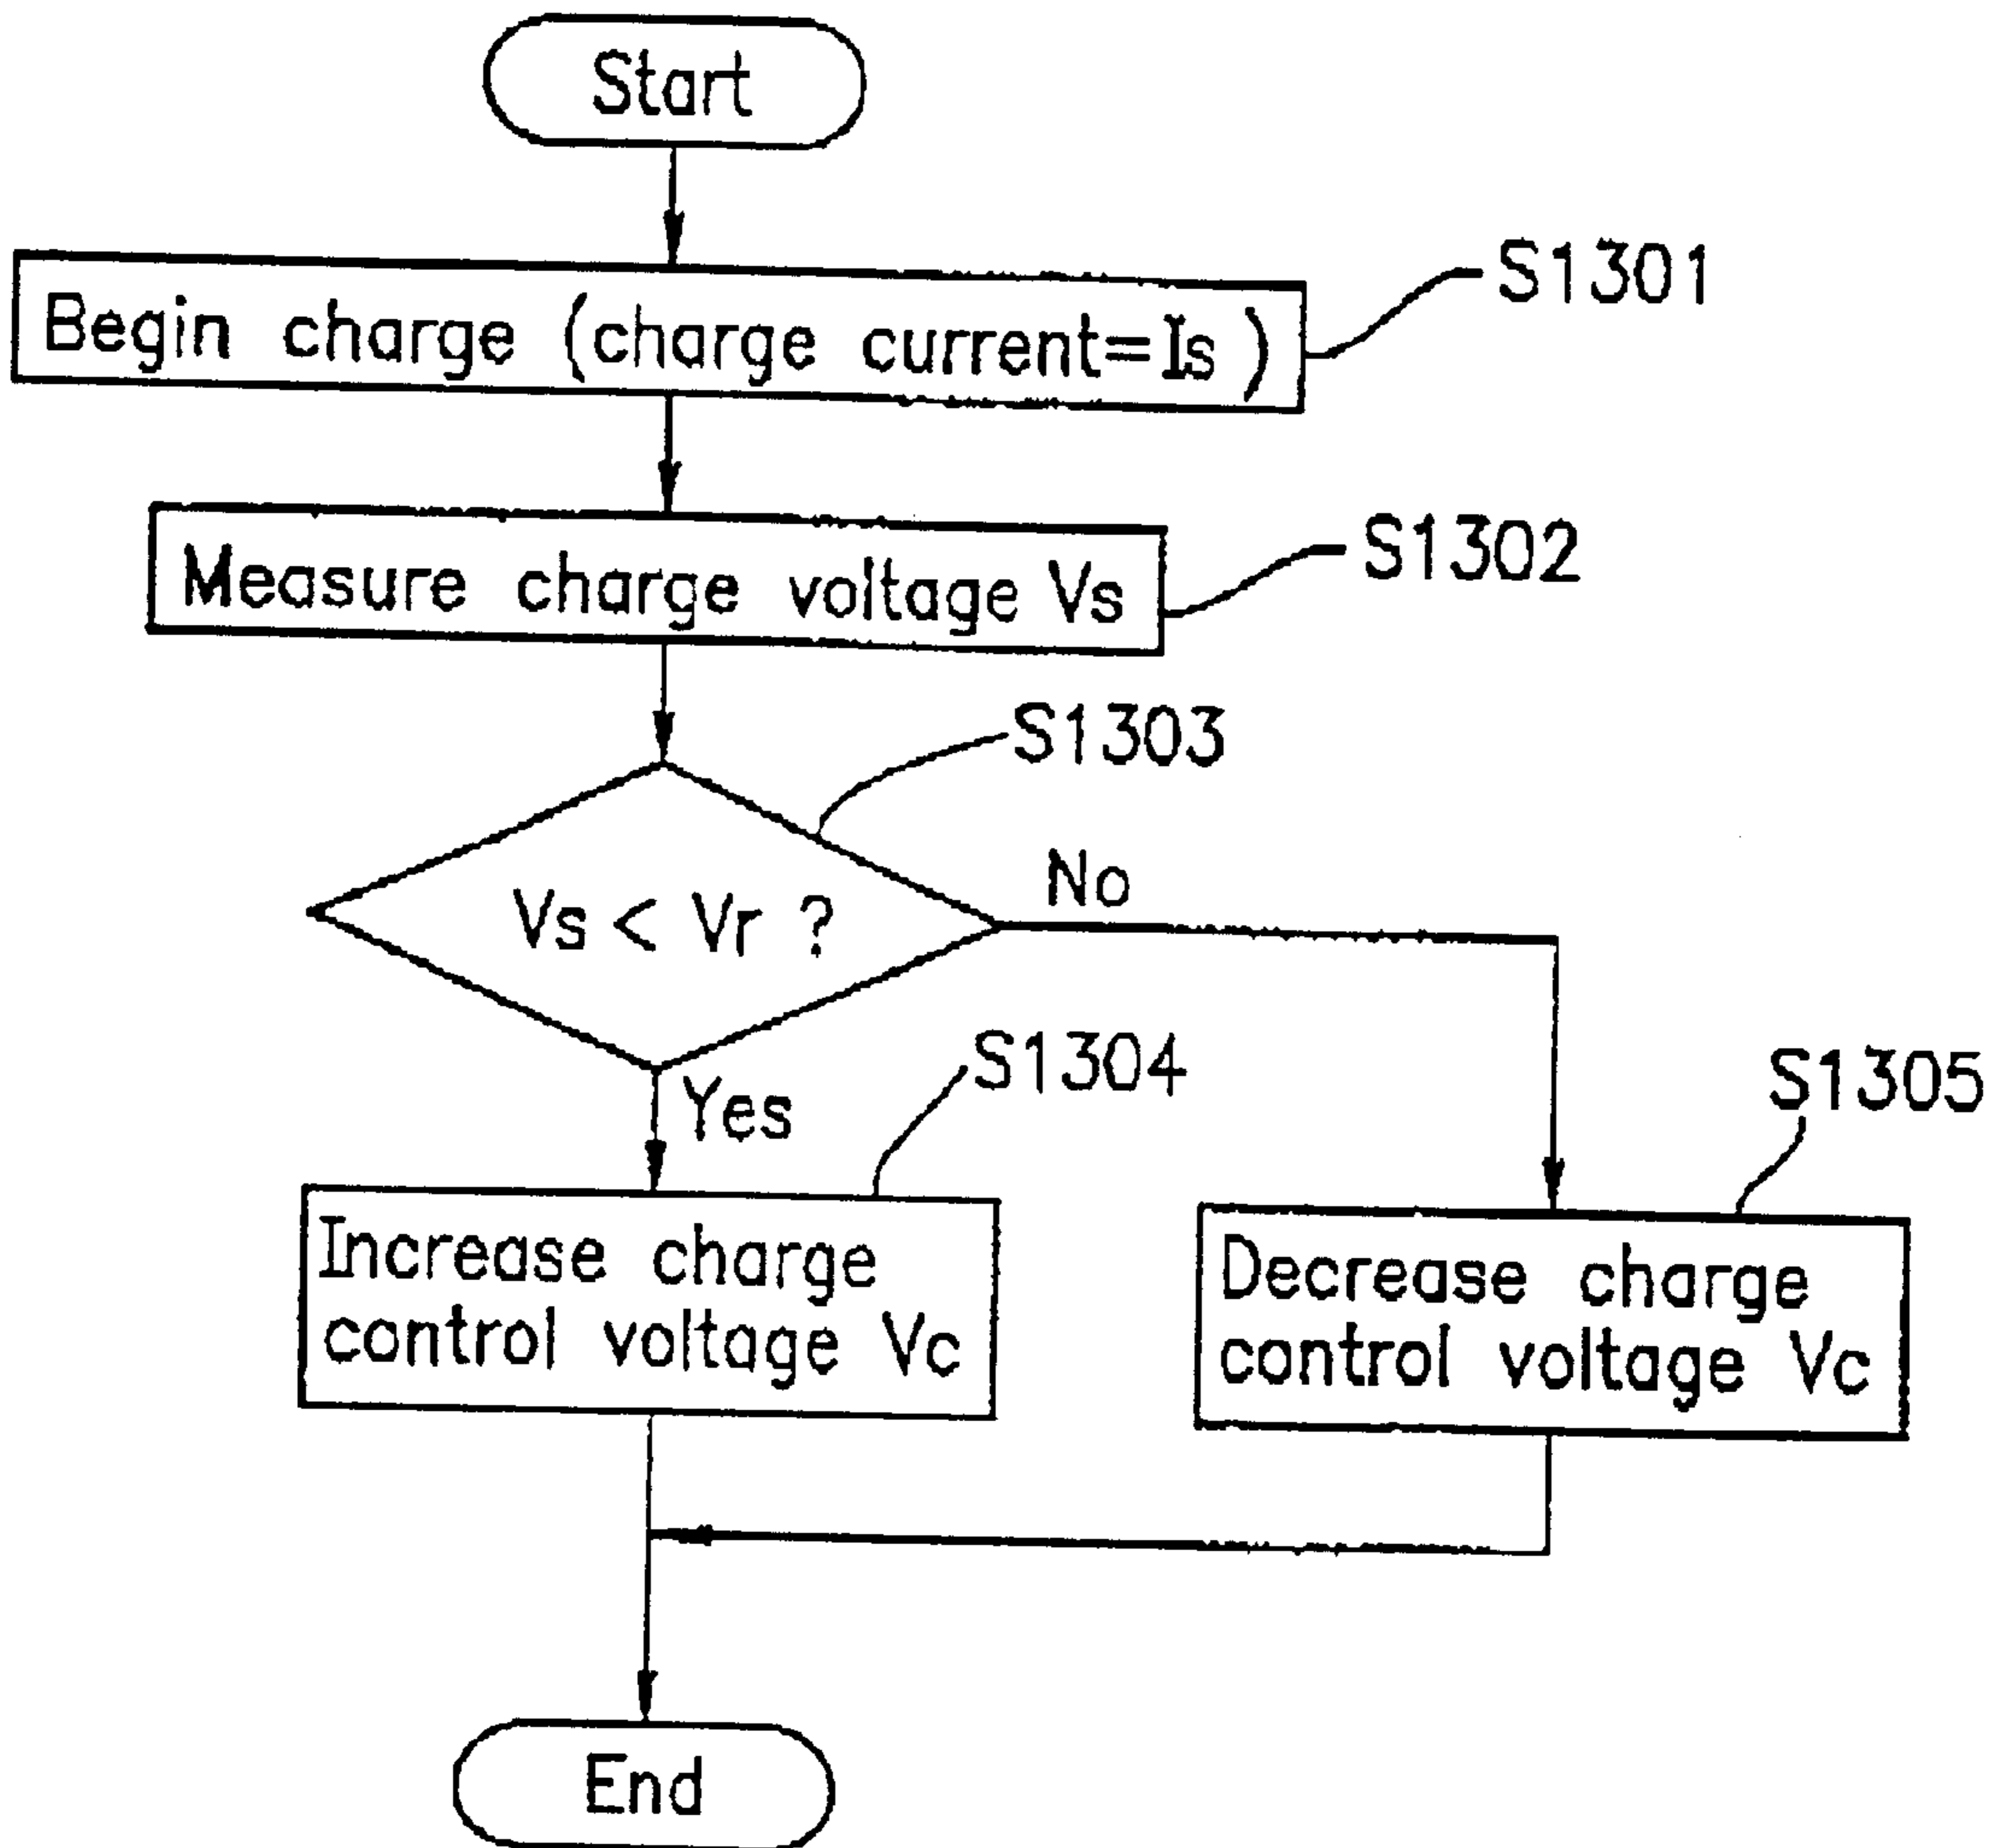 Start
Begin charge (charge current=Is)
S1301
Measure charge voltage Vs
S1302
S1303
Vs < Vr ?
No
Yes
S1304
S1305
Increase charge
control voltage Vc
Decrease charge
control voltage Vc
End